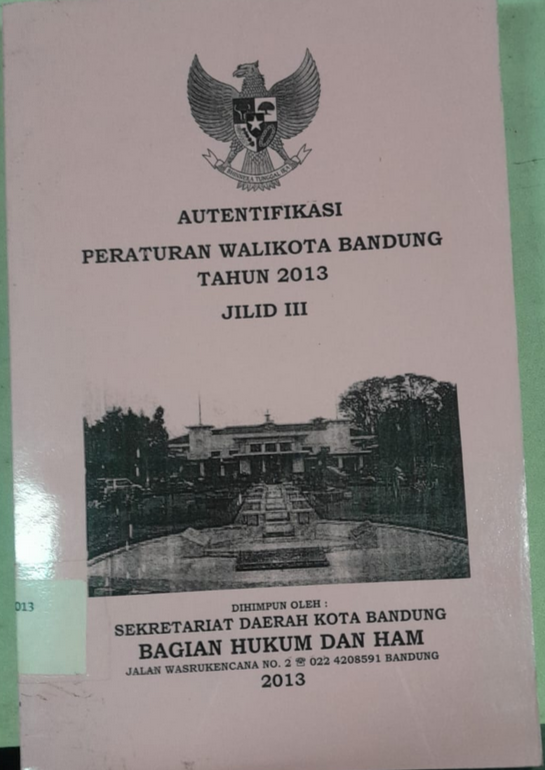 BHINNEKA TUNGGAL IKA
AUTENTIFIKASI
PERATURAN WALIKOTA BANDUNG
TAHUN 2013
JILID III
013
DIHIMPUN OLEH :
SEKRETARIAT DAERAH KOTA BANDUNG
BAGIAN HUKUM DAN HAM
JALAN WASRUKENCANA NO. 2 ☏ 022 4208591 BANDUNG
2013